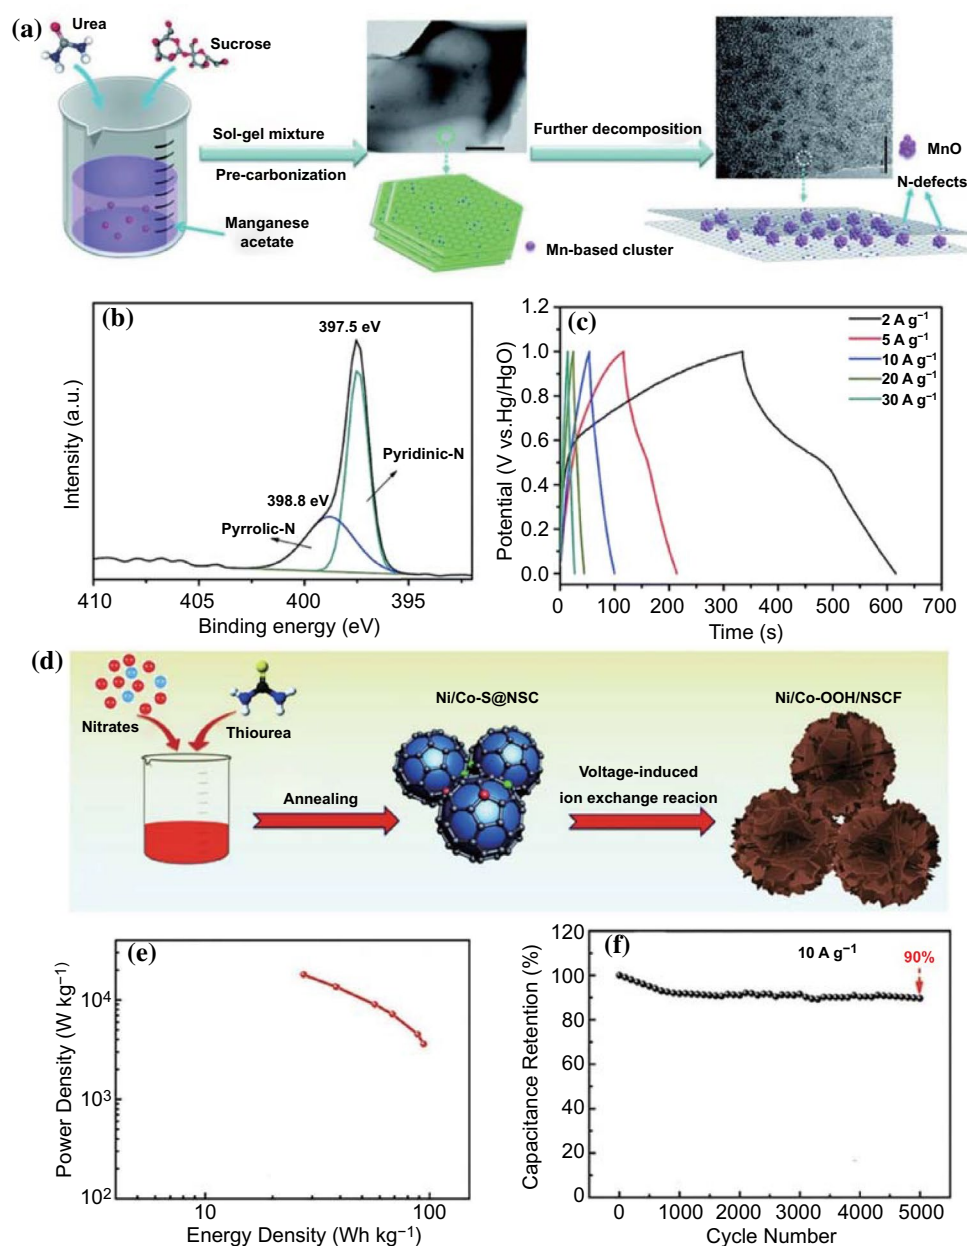 (a)
Urea
Sucrose
Sol-gel mixture
Pre-carbonization
Manganese
acetate
Further decomposition
Mn-based cluster
MnO
N-defects
(b)
397.5 eV
398.8 eV
Pyridinic-N
Pyrrolic-N
Intensity (a.u.)
410
405
400
395
Binding energy (eV)
(c)
2 A g⁻¹
5 A g⁻¹
10 A g⁻¹
20 A g⁻¹
30 A g⁻¹
Potential (V vs.Hg/HgO)
1.2
1.0
0.8
0.6
0.4
0.2
0.0
0
100
200
300
400
500
600
700
Time (s)
(d)
Nitrates
Thiourea
Annealing
Ni/Co-S@NSC
Voltage-induced
ion exchange reacion
Ni/Co-OOH/NSCF
(e)
Power Density (W kg⁻¹)
10⁴
10³
10²
10
100
Energy Density (Wh kg⁻¹)
(f)
10 A g⁻¹
90%
Capacitance Retention (%)
120
100
80
60
40
20
0
0
1000
2000
3000
4000
5000
Cycle Number